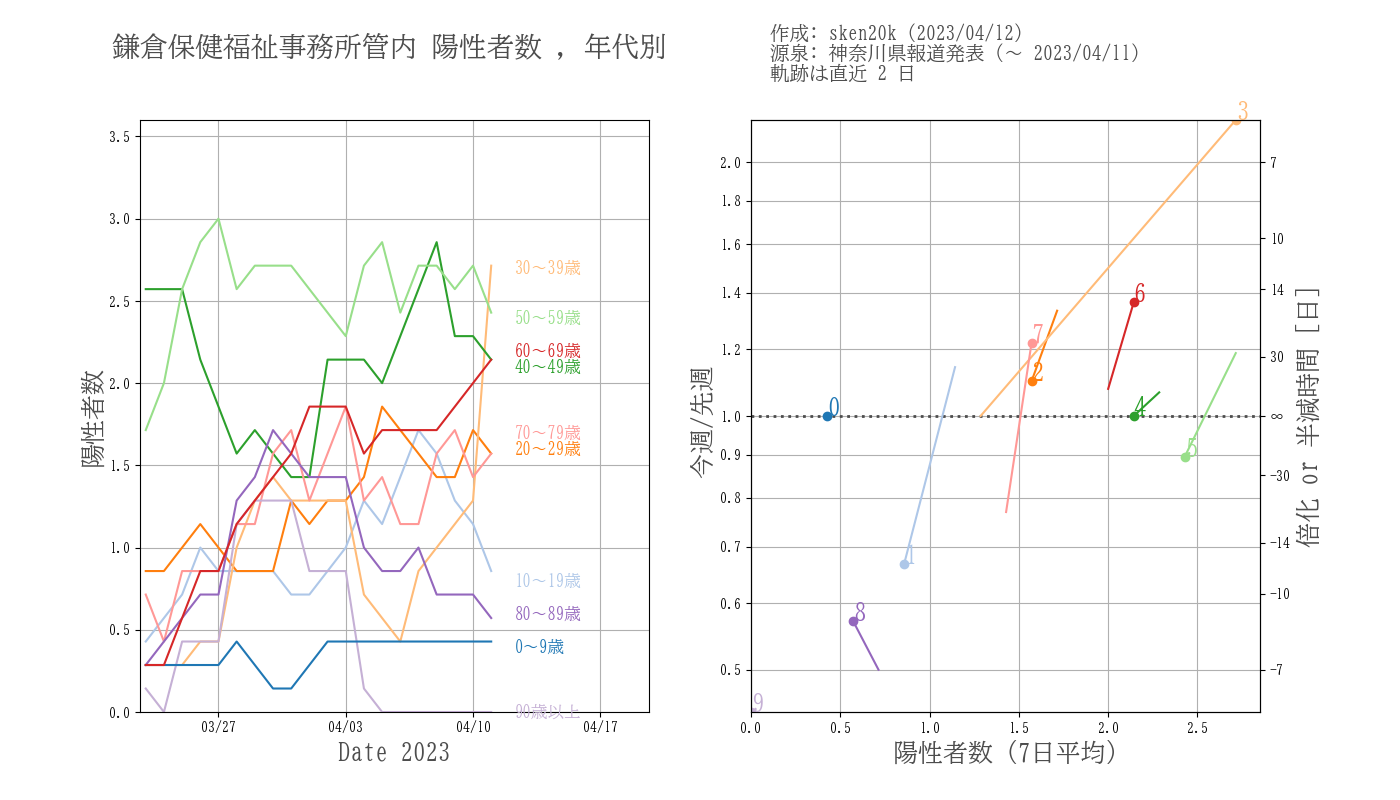 鎌倉保健福祉事務所管内 陽性者数 , 年代別
作成: sken20k (2023/04/12)
源泉: 神奈川県報道発表 (〜 2023/04/11)
軌跡は直近 2 日
陽性者数
3.5
3.0
2.5
2.0
1.5
1.0
0.5
0.0
03/27
04/03
04/10
04/17
Date 2023
30〜39歳
50〜59歳
60〜69歳
40〜49歳
70〜79歳
20〜29歳
10〜19歳
80〜89歳
0〜9歳
90歳以上
今週/先週
2.0
1.8
1.6
1.4
1.2
1.0
0.9
0.8
0.7
0.6
0.5
3
6
7
2
0
4
5
1
8
9
0.0
0.5
1.0
1.5
2.0
2.5
陽性者数 (7日平均)
7
10
14
30
∞
−30
−14
−10
−7
倍化 or 半減時間 [日]